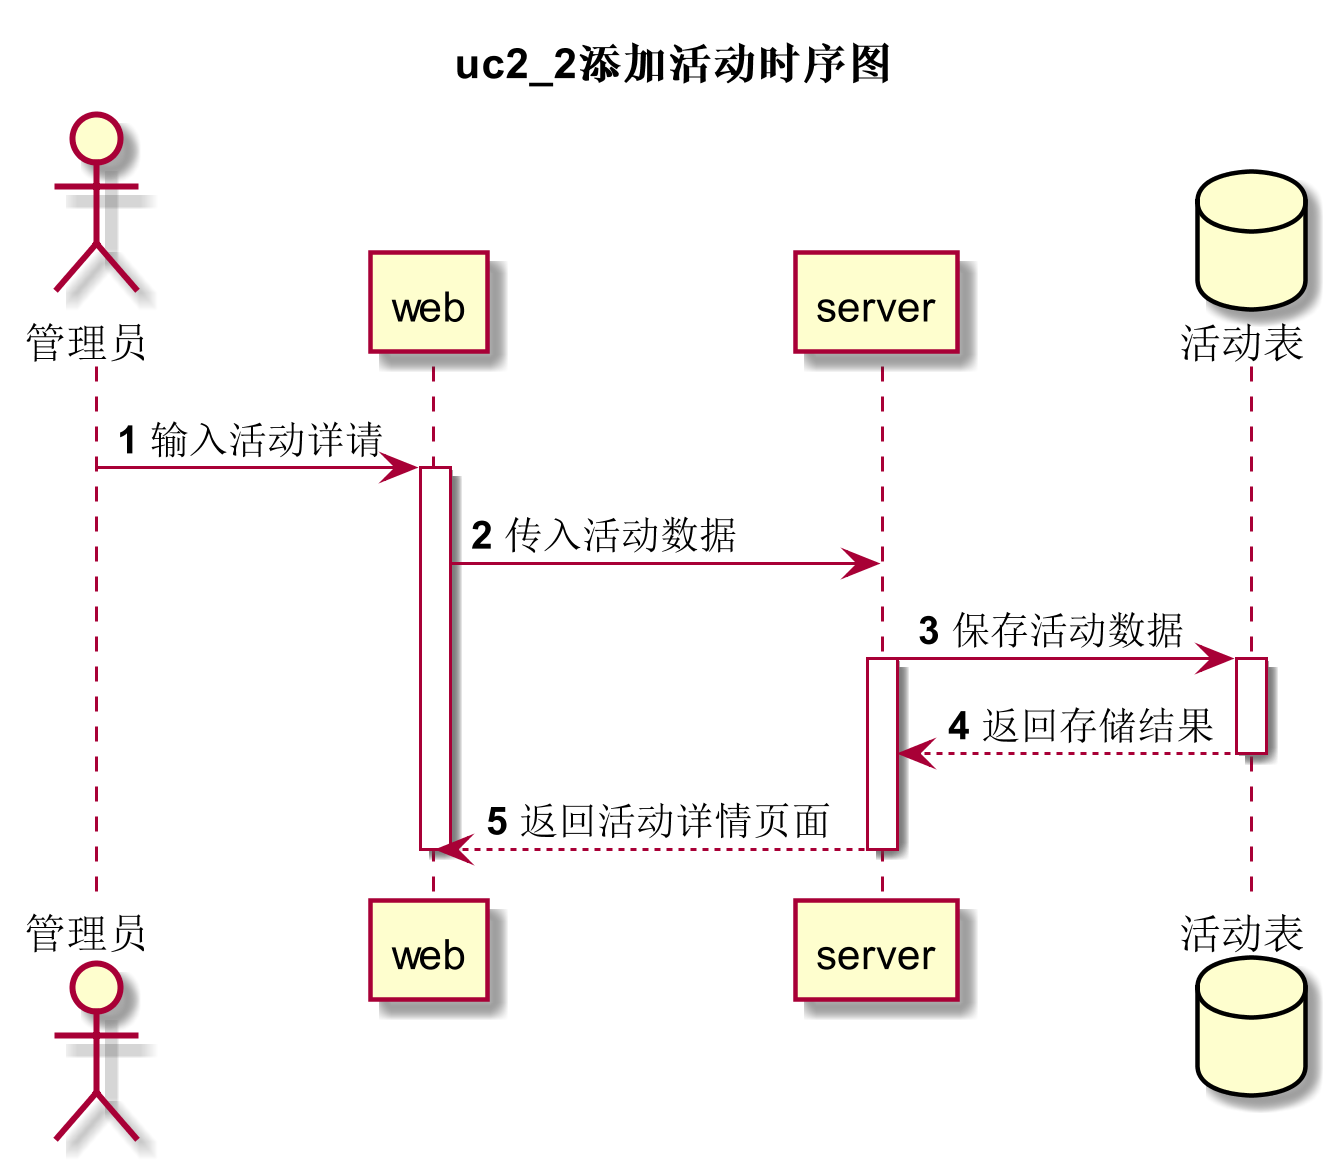 uc2_2添加活动时序图
管理员
web
server
活动表
1 输入活动详请
2 传入活动数据
3 保存活动数据
4 返回存储结果
5 返回活动详情页面
管理员
web
server
活动表